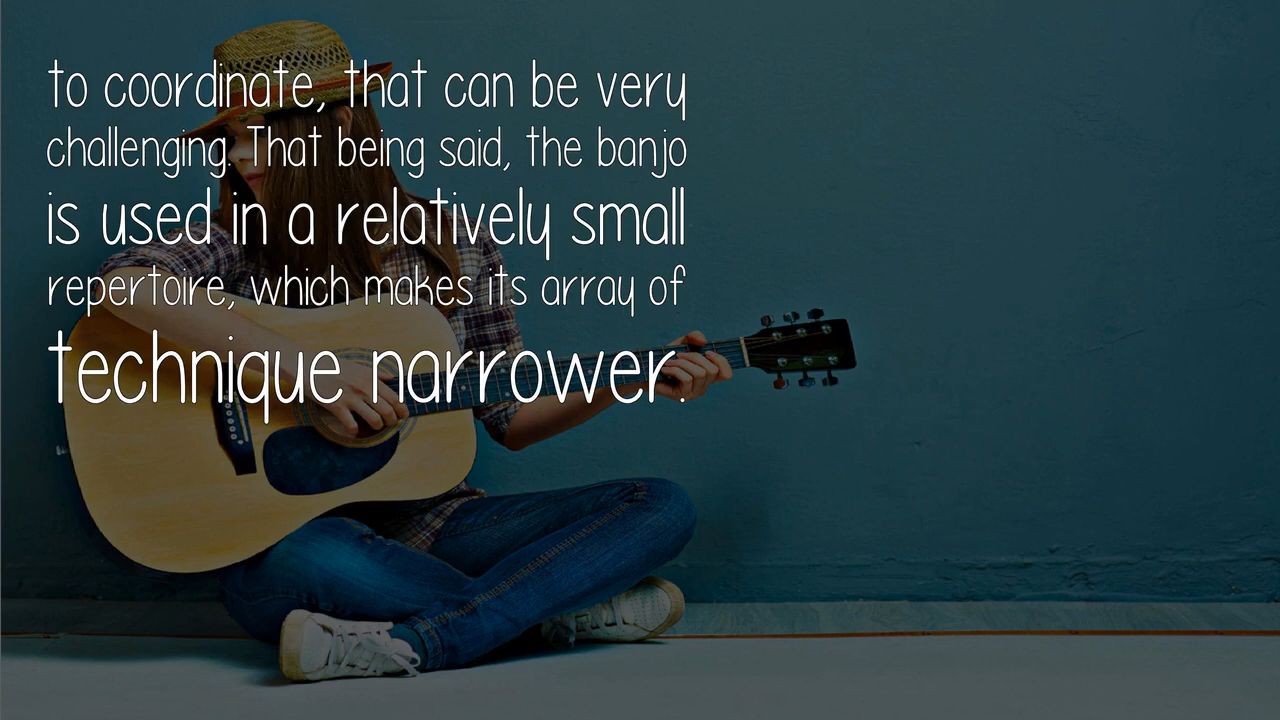 to coordinate, that can be very
challenging. That being said, the banjo
is used in a relatively small
repertoire, which makes its array of
technique narrower.